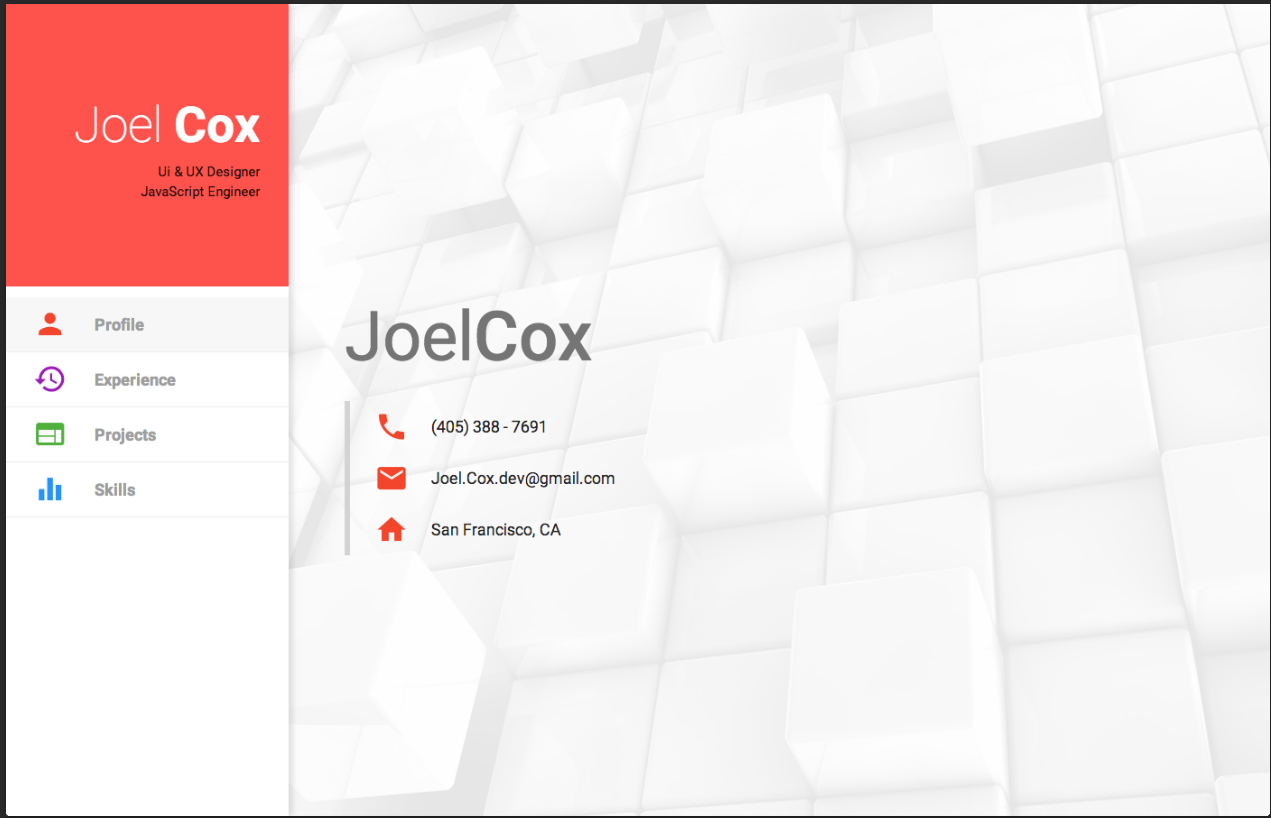 Joel Cox
Ui & UX Designer
JavaScript Engineer
Profile
Experience
Projects
Skills
JoelCox
(405) 388 - 7691
Joel.Cox.dev@gmail.com
San Francisco, CA